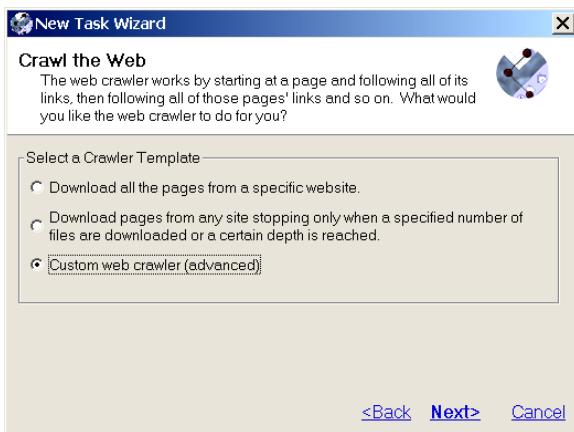 New Task Wizard
Crawl the Web
The web crawler works by starting at a page and following all of its
links, then following all of those pages' links and so on. What would
you like the web crawler to do for you?
Select a Crawler Template
Download all the pages from a specific website.
Download pages from any site stopping only when a specified number of
files are downloaded or a certain depth is reached.
Custom web crawler (advanced)
<Back Next> Cancel